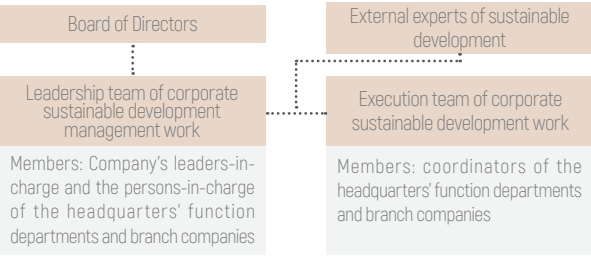 Board of Directors
External experts of sustainable
development
Leadership team of corporate
sustainable development
management work
Members: Company's leaders-in-
charge and the persons-in-charge
of the headquarters' function
departments and branch companies
Execution team of corporate
sustainable development work
Members: coordinators of the
headquarters' function departments
and branch companies